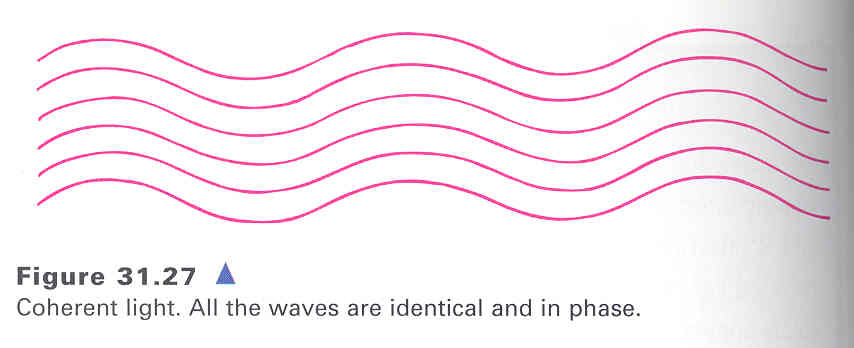 Figure 31.27
Coherent light. All the waves are identical and in phase.